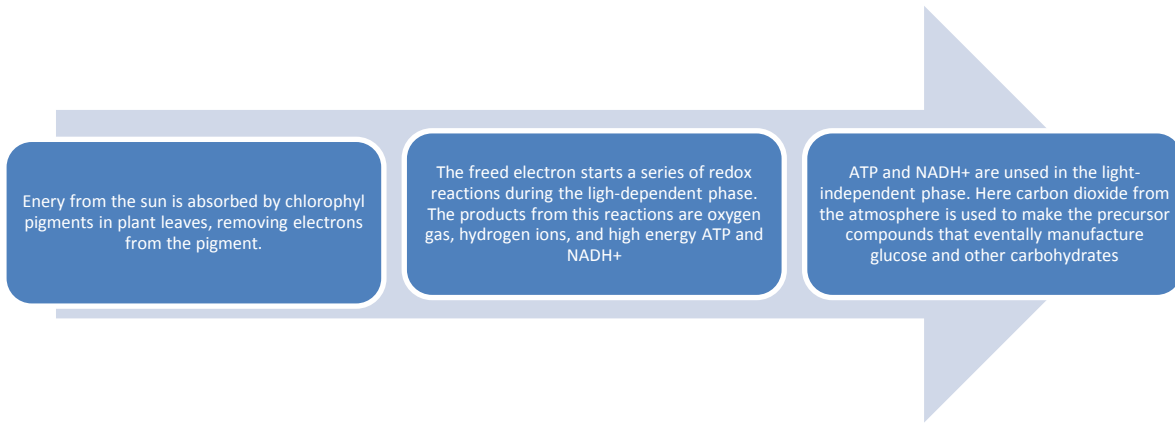 Enery from the sun is absorbed by chlorophyl
pigments in plant leaves, removing electrons
from the pigment.
The freed electron starts a series of redox
reactions during the ligh-dependent phase.
The products from this reactions are oxygen
gas, hydrogen ions, and high energy ATP and
NADH+
ATP and NADH+ are unsed in the light-
independent phase. Here carbon dioxide from
the atmosphere is used to make the precursor
compounds that eventally manufacture
glucose and other carbohydrates